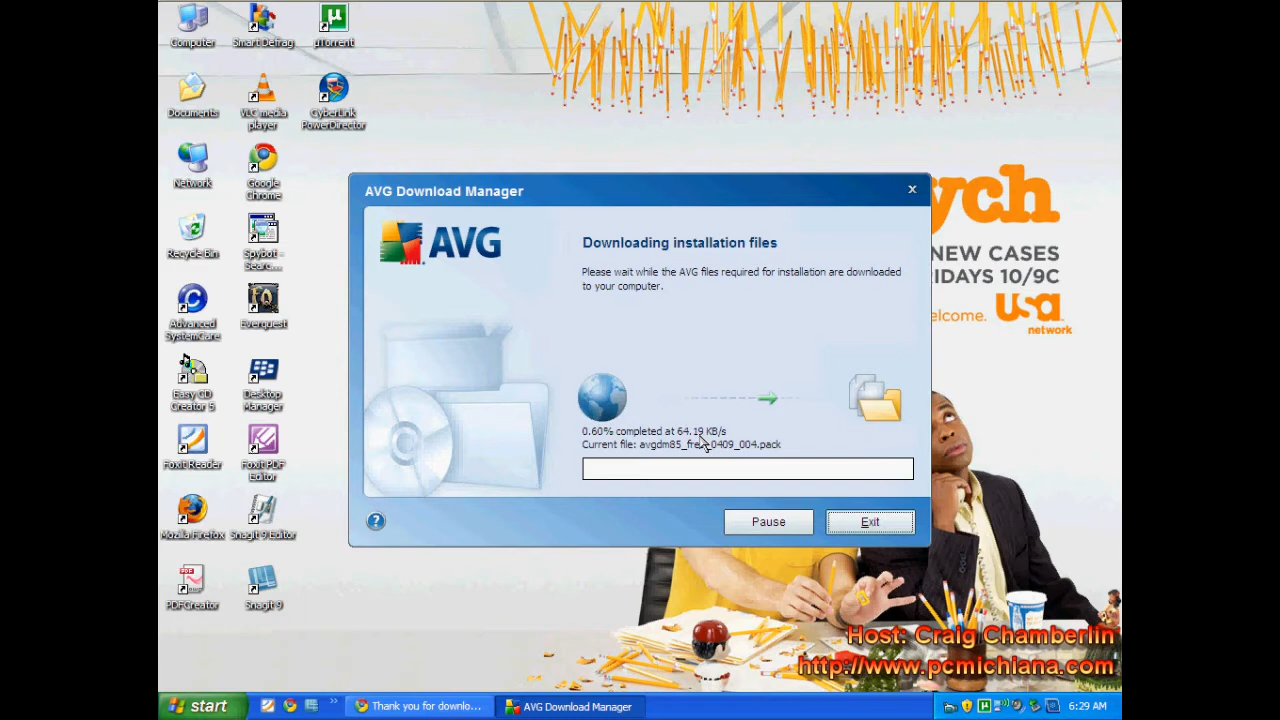 Computer
Smart Defrag
µTorrent
Documents
VLC media
player
CyberLink
PowerDirector
Network
Google
Chrome
Recycle Bin
Spybot -
Searc...
Advanced
SystemCare
Everquest
Easy CD
Creator 5
Desktop
Manager
Foxit Reader
Foxit PDF
Editor
Mozilla Firefox
SnagIt 9 Editor
PDFCreator
SnagIt 9
AVG Download Manager
AVG
Downloading installation files
Please wait while the AVG files required for installation are downloaded
to your computer.
0.60% completed at 64.19 KB/s
Current file: avgdm85_free_0409_004.pack
Pause
Exit
ych
NEW CASES
RIDAYS 10/9C
elcome.
usa
network
Host: Craig Chamberlin
http://www.pcmichiana.com
start
Thank you for downlo...
AVG Download Manager
6:29 AM